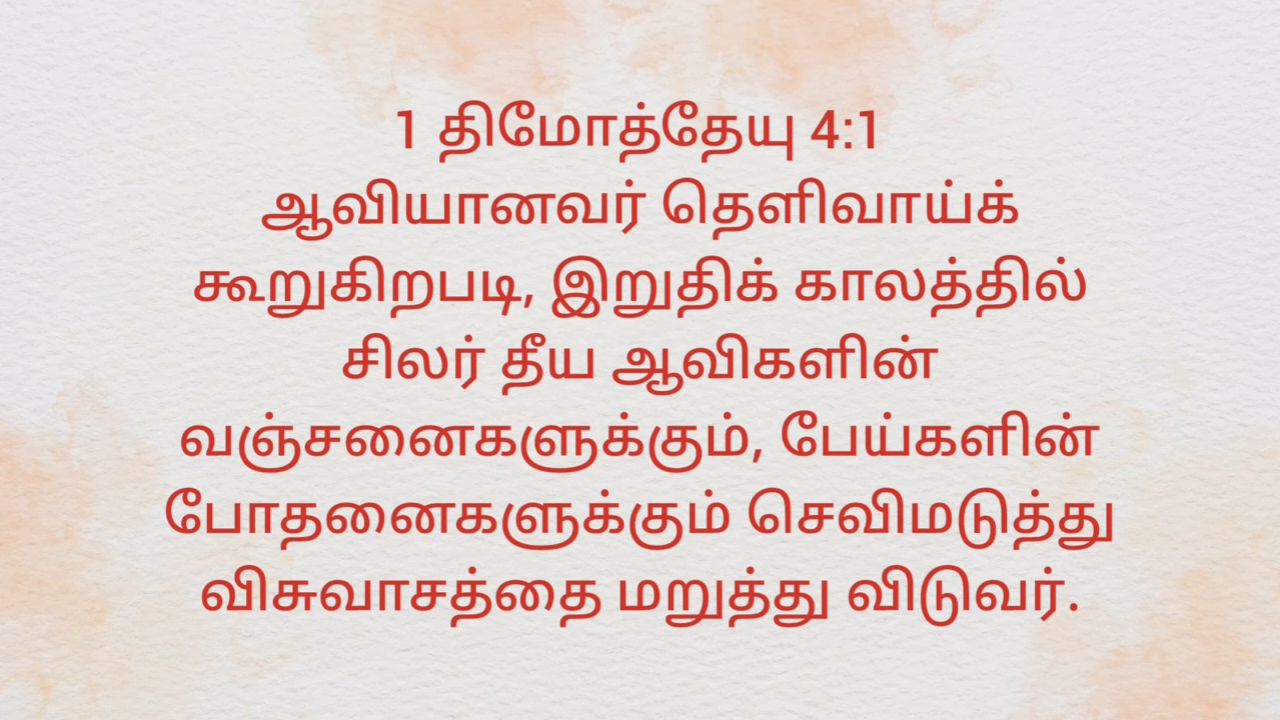 1 திமோத்தேயு 4:1
ஆவியானவர் தெளிவாய்க்
கூறுகிறபடி, இறுதிக் காலத்தில்
சிலர் தீய ஆவிகளின்
வஞ்சனைகளுக்கும், பேய்களின்
போதனைகளுக்கும் செவிமடுத்து
விசுவாசத்தை மறுத்து விடுவர்.